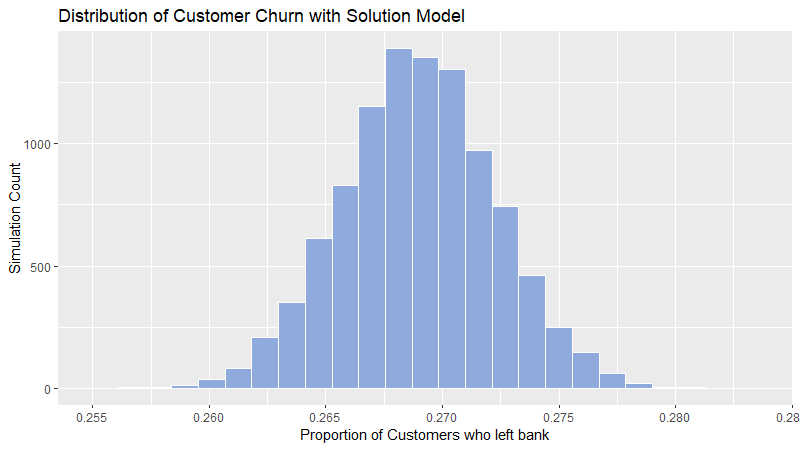 Distribution of Customer Churn with Solution Model
Simulation Count
1000
500
0
0.255 0.260 0.265 0.270 0.275 0.280 0.28
Proportion of Customers who left bank